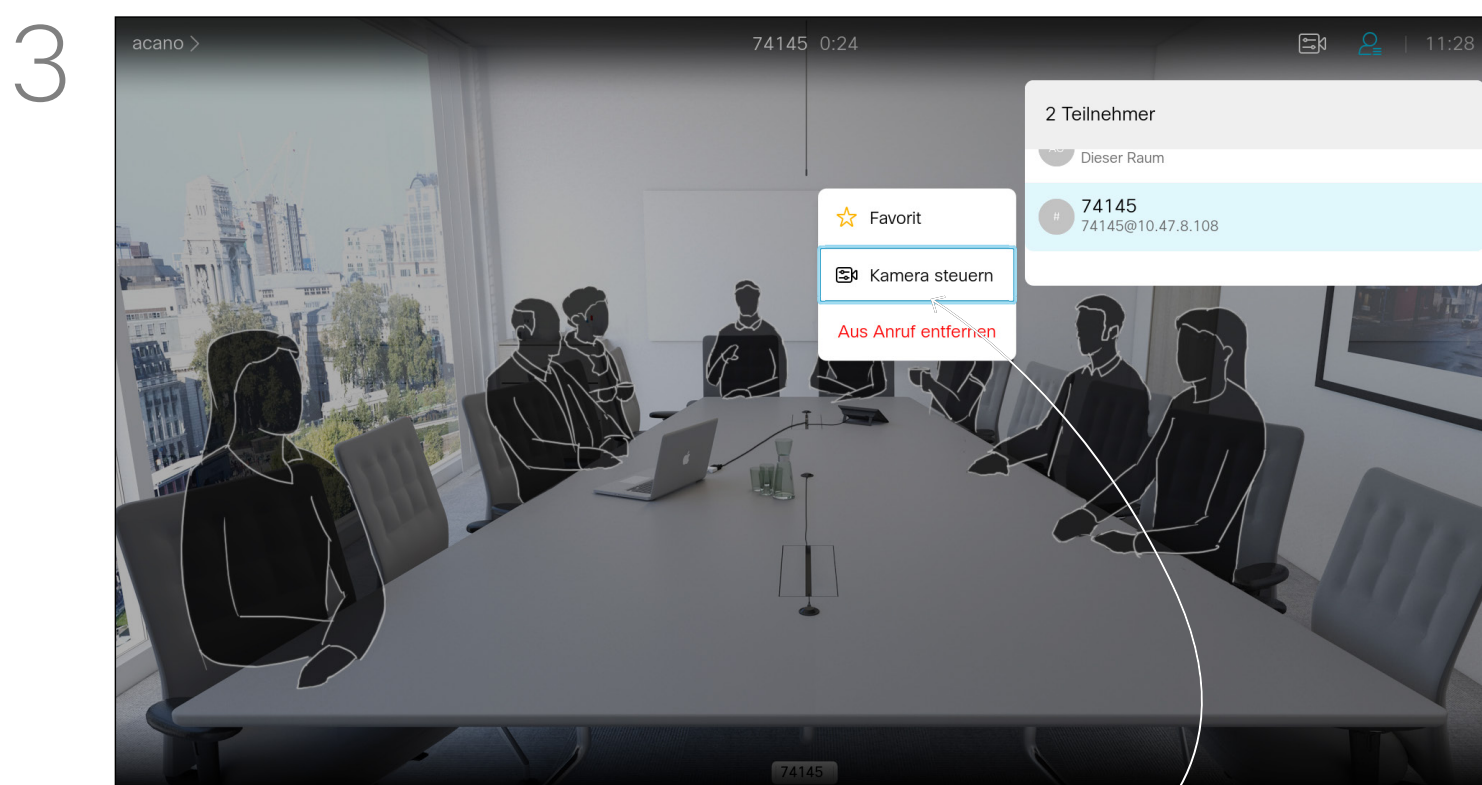 3
acano
74145 0:24
11:28
2 Teilnehmer
Dieser Raum
#
74145
74145@10.47.8.108
Favorit
Kamera steuern
Aus Anruf entfernen
74145